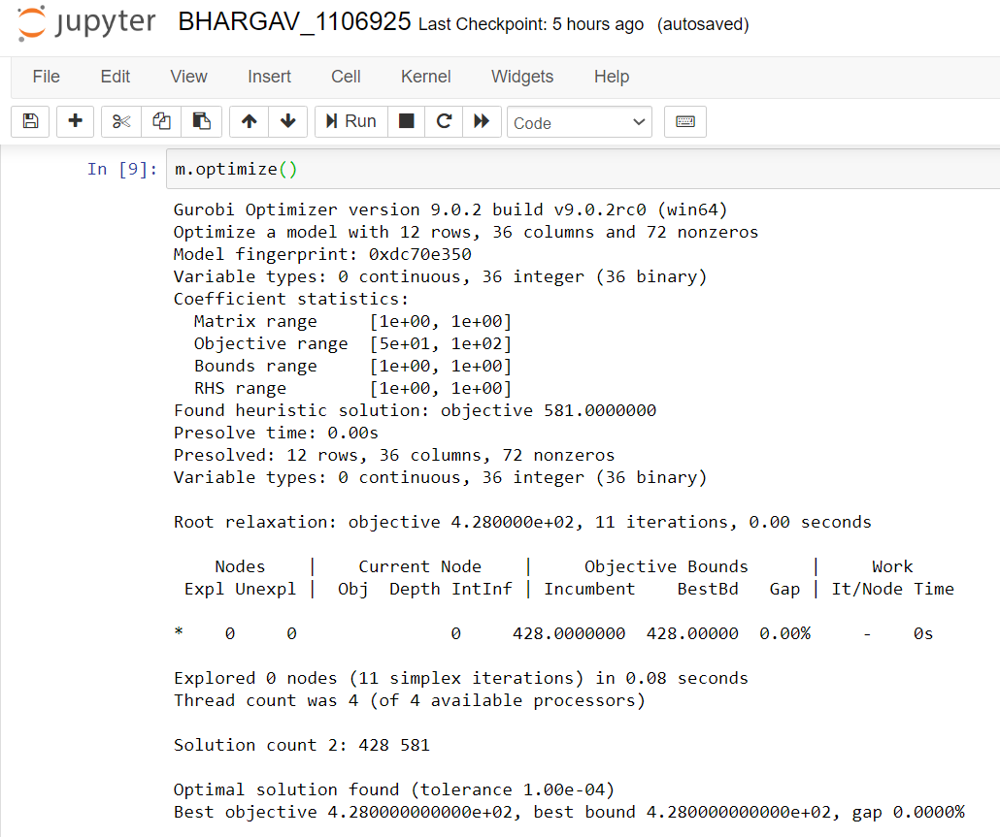 jupyter BHARGAV_1106925 Last Checkpoint: 5 hours ago (autosaved)
File Edit View Insert Cell Kernel Widgets Help
Run Code
In [9]: m.optimize()
Gurobi Optimizer version 9.0.2 build v9.0.2rc0 (win64)
Optimize a model with 12 rows, 36 columns and 72 nonzeros
Model fingerprint: 0xdc70e350
Variable types: 0 continuous, 36 integer (36 binary)
Coefficient statistics:
  Matrix range     [1e+00, 1e+00]
  Objective range  [5e+01, 1e+02]
  Bounds range     [1e+00, 1e+00]
  RHS range        [1e+00, 1e+00]
Found heuristic solution: objective 581.0000000
Presolve time: 0.00s
Presolved: 12 rows, 36 columns, 72 nonzeros
Variable types: 0 continuous, 36 integer (36 binary)
Root relaxation: objective 4.280000e+02, 11 iterations, 0.00 seconds
    Nodes    |    Current Node    |     Objective Bounds      |     Work
 Expl Unexpl |  Obj  Depth IntInf | Incumbent    BestBd   Gap | It/Node Time
*    0     0               0     428.0000000  428.00000  0.00%     -    0s
Explored 0 nodes (11 simplex iterations) in 0.08 seconds
Thread count was 4 (of 4 available processors)
Solution count 2: 428 581
Optimal solution found (tolerance 1.00e-04)
Best objective 4.280000000000e+02, best bound 4.280000000000e+02, gap 0.0000%